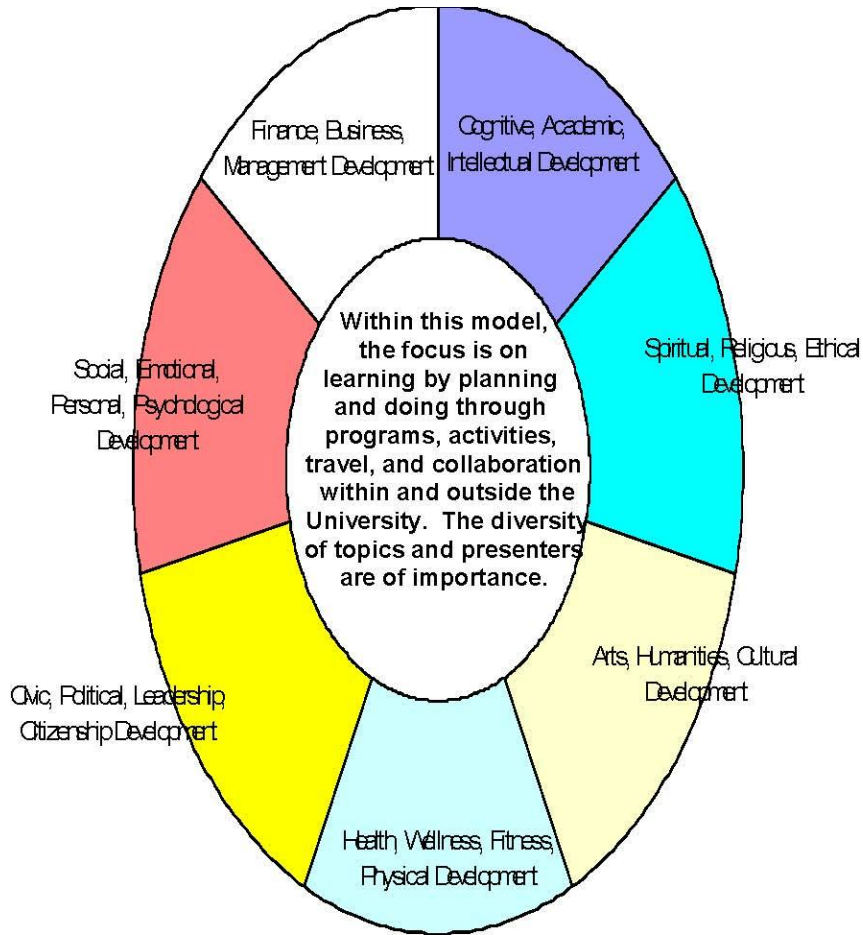 Finance, Business,
Management Development
Cognitive, Academic,
Intellectual Development
Spiritual, Religious, Ethical
Development
Arts, Humanities, Cultural
Development
Health, Wellness, Fitness,
Physical Development
Civic, Political, Leadership,
Citizenship Development
Social, Emotional,
Personal, Psychological
Development
Within this model,
the focus is on
learning by planning
and doing through
programs, activities,
travel, and collaboration
within and outside the
University. The diversity
of topics and presenters
are of importance.